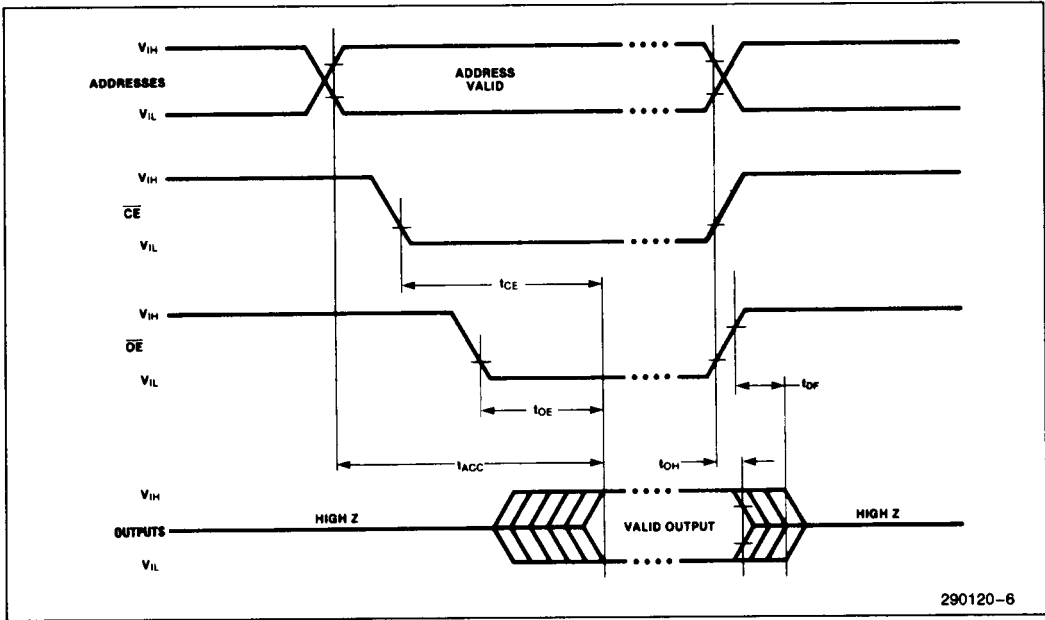 VIH
ADDRESSES
VIL
ADDRESS
VALID
VIH
CE
VIL
tCE
VIH
OE
VIL
tOE
tDF
tACC
tOH
VIH
OUTPUTS
VIL
HIGH Z
VALID OUTPUT
HIGH Z
290120-6